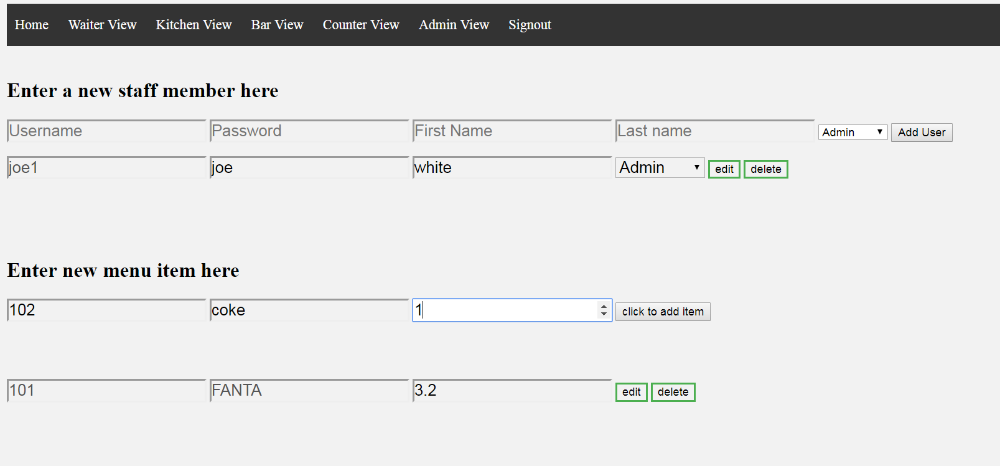 Home Waiter View Kitchen View Bar View Counter View Admin View Signout
Enter a new staff member here
Username Password First Name Last name Admin Add User
joe1 joe white Admin edit delete
Enter new menu item here
102 coke 1 click to add item
101 FANTA 3.2 edit delete